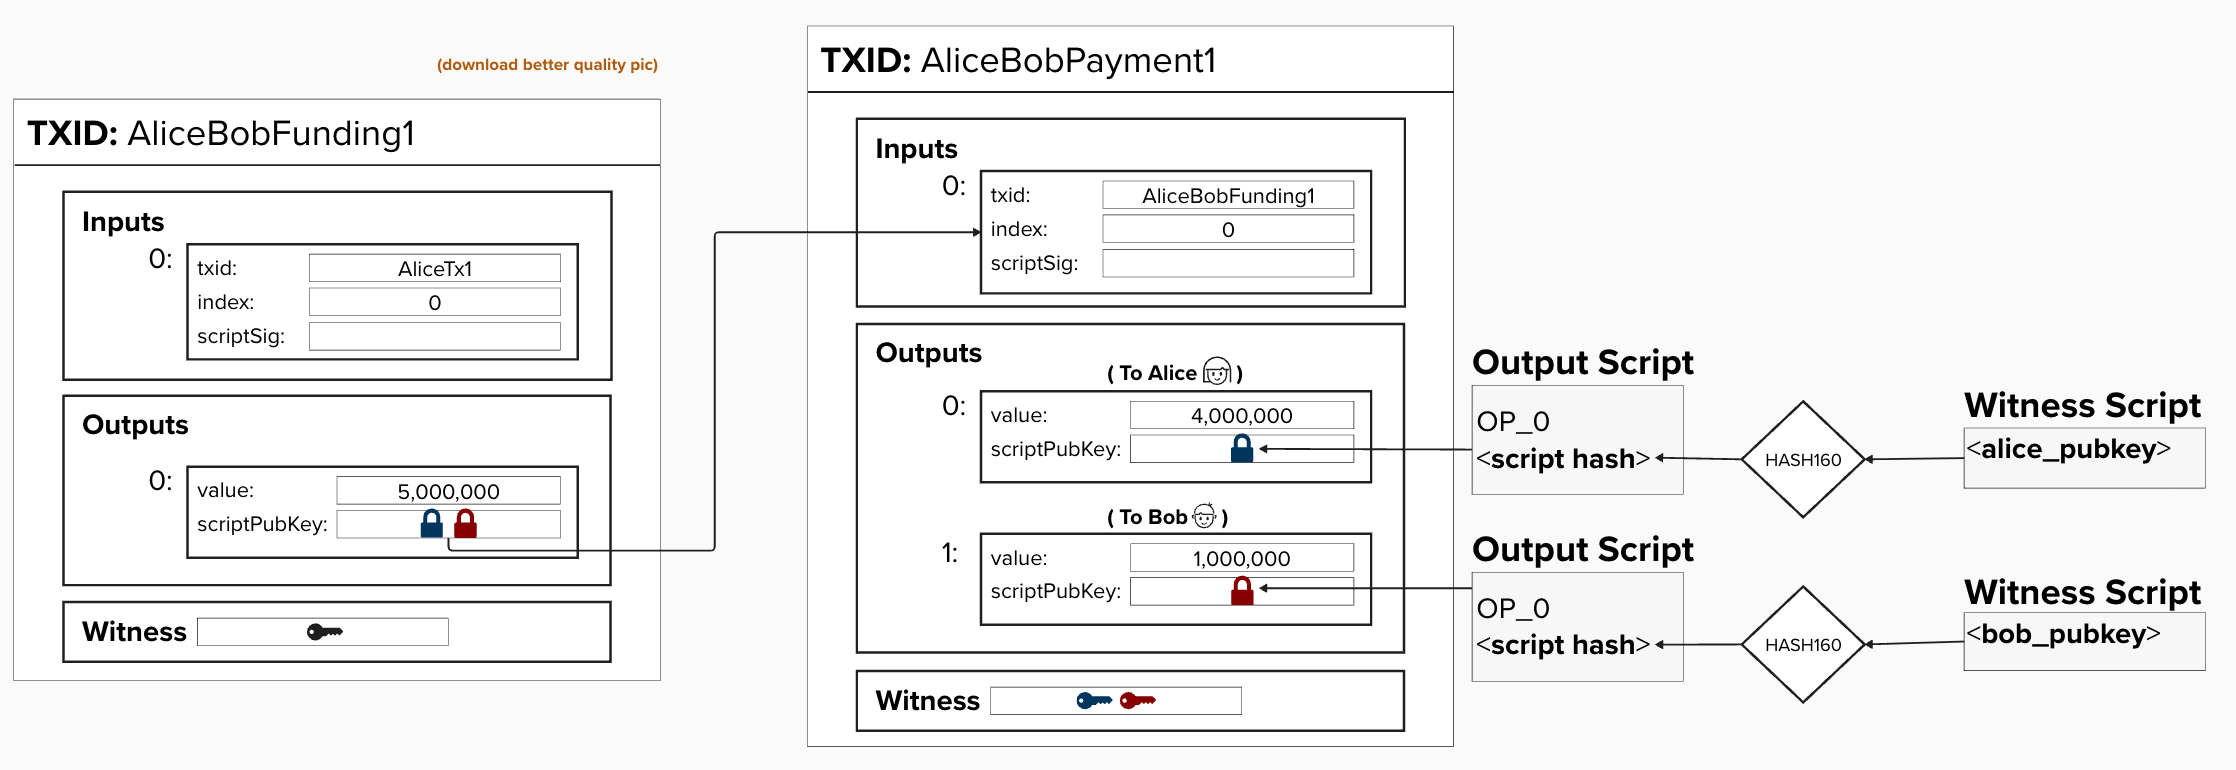 (download better quality pic)
TXID: AliceBobFunding1
Inputs
0:
txid: AliceTx1
index: 0
scriptSig:
Outputs
0:
value: 5,000,000
scriptPubKey:
Witness
TXID: AliceBobPayment1
Inputs
0:
txid: AliceBobFunding1
index: 0
scriptSig:
Outputs
( To Alice )
0:
value: 4,000,000
scriptPubKey:
( To Bob )
1:
value: 1,000,000
scriptPubKey:
Witness
Output Script
OP_0
<script hash>
HASH160
Witness Script
<alice_pubkey>
Output Script
OP_0
<script hash>
HASH160
Witness Script
<bob_pubkey>